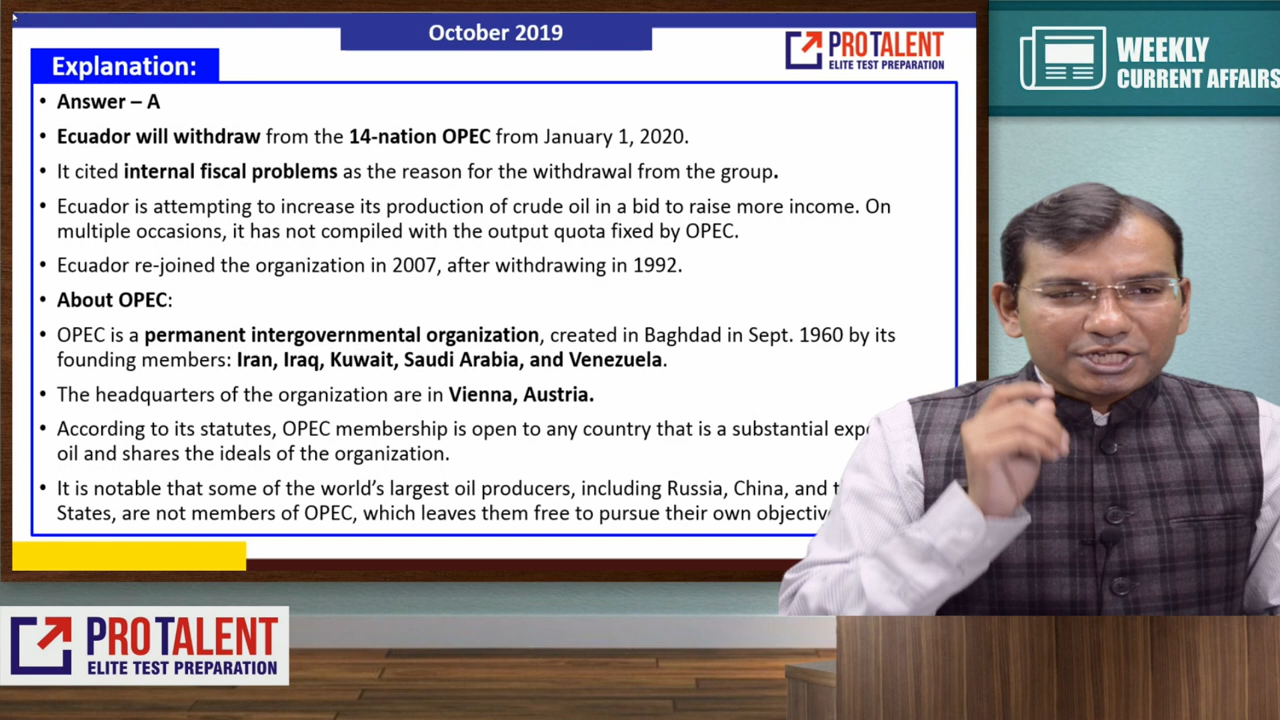 October 2019
PROTALENT
ELITE TEST PREPARATION
WEEKLY
CURRENT AFFAIRS
Explanation:
• Answer – A
• Ecuador will withdraw from the 14-nation OPEC from January 1, 2020.
• It cited internal fiscal problems as the reason for the withdrawal from the group.
• Ecuador is attempting to increase its production of crude oil in a bid to raise more income. On
multiple occasions, it has not compiled with the output quota fixed by OPEC.
• Ecuador re-joined the organization in 2007, after withdrawing in 1992.
• About OPEC:
• OPEC is a permanent intergovernmental organization, created in Baghdad in Sept. 1960 by its
founding members: Iran, Iraq, Kuwait, Saudi Arabia, and Venezuela.
• The headquarters of the organization are in Vienna, Austria.
• According to its statutes, OPEC membership is open to any country that is a substantial
oil and shares the ideals of the organization.
• It is notable that some of the world's largest oil producers, including Russia, China, and
States, are not members of OPEC, which leaves them free to pursue their own
PROTALENT
ELITE TEST PREPARATION